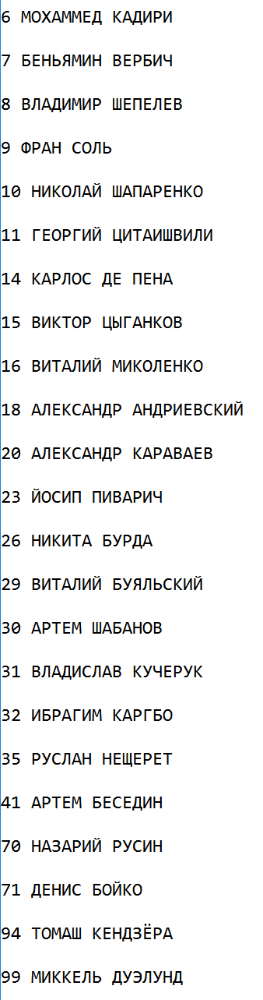 6 МОХАММЕД КАДИРИ
7 БЕНЬЯМИН ВЕРБИЧ
8 ВЛАДИМИР ШЕПЕЛЕВ
9 ФРАН СОЛЬ
10 НИКОЛАЙ ШАПАРЕНКО
11 ГЕОРГИЙ ЦИТАИШВИЛИ
14 КАРЛОС ДЕ ПЕНА
15 ВИКТОР ЦЫГАНКОВ
16 ВИТАЛИЙ МИКОЛЕНКО
18 АЛЕКСАНДР АНДРИЕВСКИЙ
20 АЛЕКСАНДР КАРАВАЕВ
23 ЙОСИП ПИВАРИЧ
26 НИКИТА БУРДА
29 ВИТАЛИЙ БУЯЛЬСКИЙ
30 АРТЕМ ШАБАНОВ
31 ВЛАДИСЛАВ КУЧЕРУК
32 ИБРАГИМ КАРГБО
35 РУСЛАН НЕЩЕРЕТ
41 АРТЕМ БЕСЕДИН
70 НАЗАРИЙ РУСИН
71 ДЕНИС БОЙКО
94 ТОМАШ КЕНДЗЁРА
99 МИККЕЛЬ ДУЭЛУНД